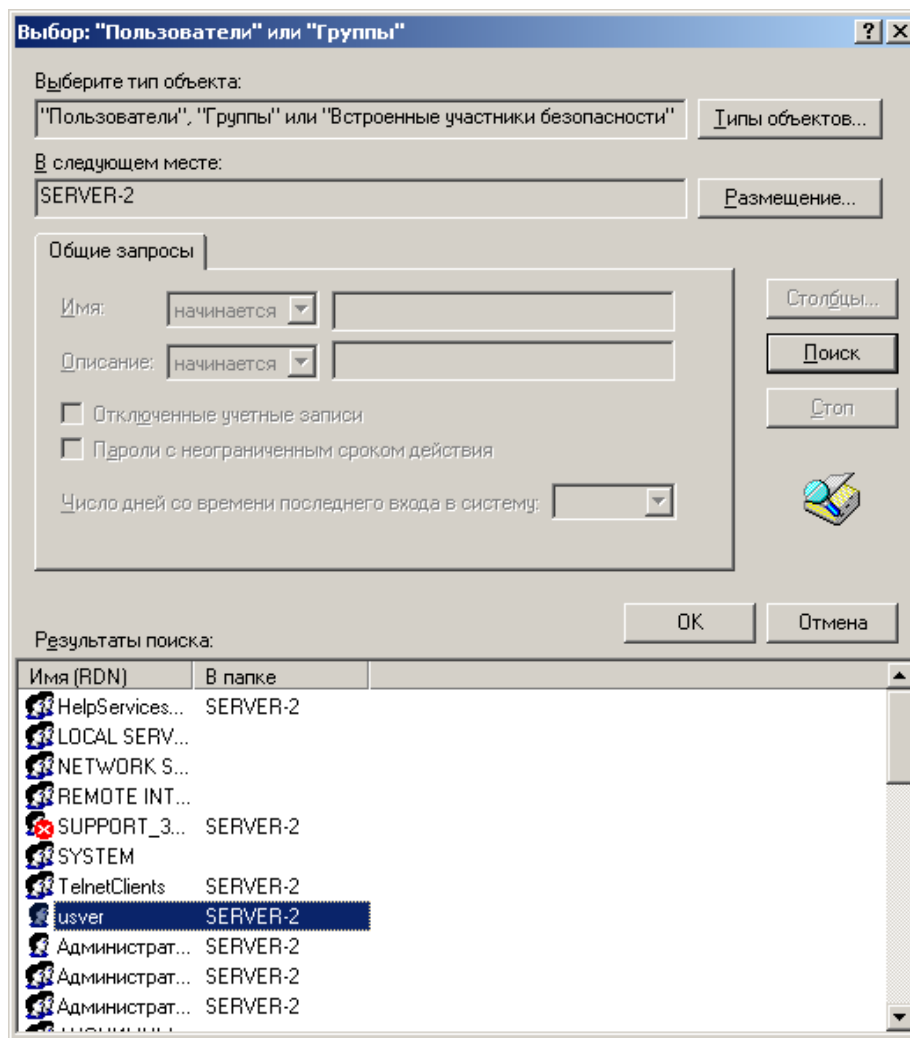 Выбор: "Пользователи" или "Группы"
Выберите тип объекта:
"Пользователи", "Группы" или "Встроенные участники безопасности"
Типы объектов...
В следующем месте:
SERVER-2
Размещение...
Общие запросы
Имя:
начинается
Столбцы...
Описание:
начинается
Поиск
Отключенные учетные записи
Стоп
Пароли с неограниченным сроком действия
Число дней со времени последнего входа в систему:
OK
Отмена
Результаты поиска:
Имя (RDN) В папке
HelpServices... SERVER-2
LOCAL SERV...
NETWORK S...
REMOTE INT...
SUPPORT_3... SERVER-2
SYSTEM
TelnetClients SERVER-2
usver SERVER-2
Администрат... SERVER-2
Администрат... SERVER-2
Администрат... SERVER-2